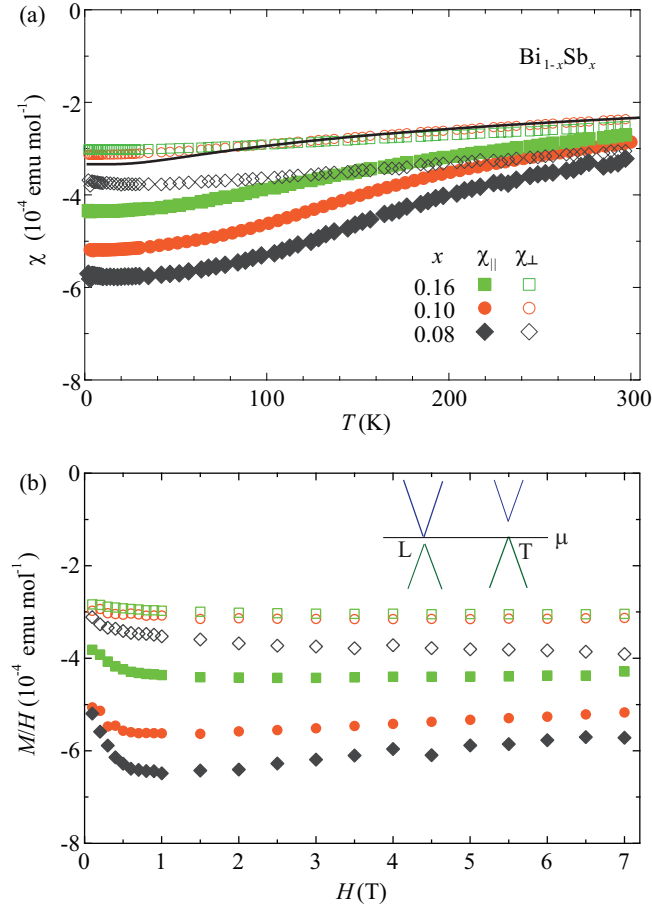 (a)
0
-2
-4
-6
-8
χ (10⁻⁴ emu mol⁻¹)
Bi₁₋ₓSbₓ
x χ|| χ⊥
0.16
0.10
0.08
0 100 200 300
T (K)
(b)
0
-2
-4
-6
-8
M/H (10⁻⁴ emu mol⁻¹)
L T μ
0 1 2 3 4 5 6 7
H (T)